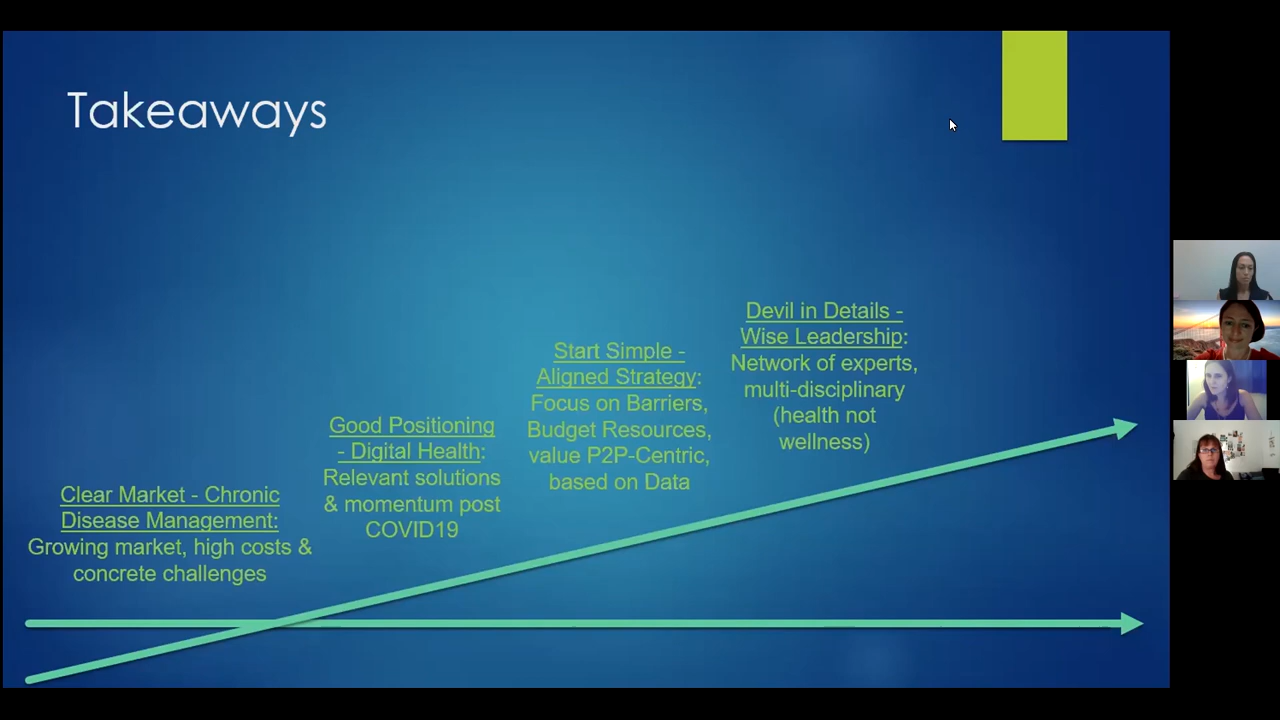 Takeaways
Clear Market - Chronic
Disease Management:
Growing market, high costs &
concrete challenges
Good Positioning
- Digital Health:
Relevant solutions
& momentum post
COVID19
Start Simple -
Aligned Strategy:
Focus on Barriers,
Budget Resources,
value P2P-Centric,
based on Data
Devil in Details -
Wise Leadership:
Network of experts,
multi-disciplinary
(health not
wellness)